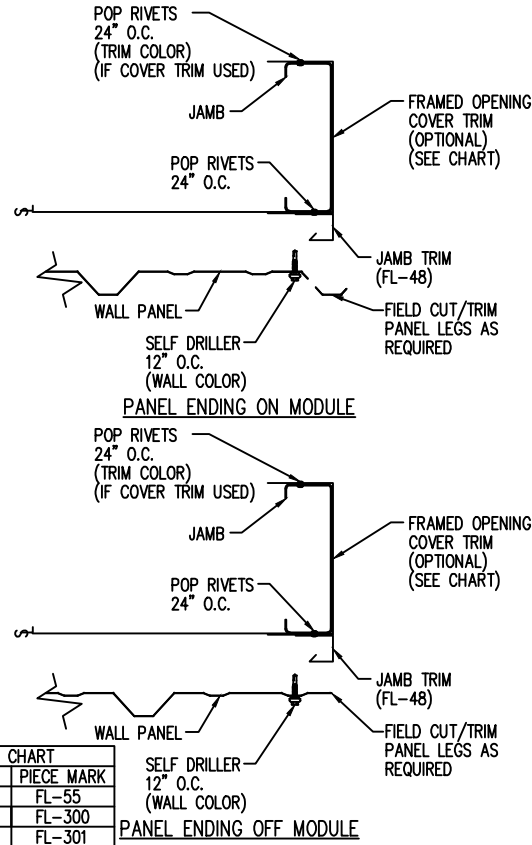 POP RIVETS
24" O.C.
(TRIM COLOR)
(IF COVER TRIM USED)
JAMB
FRAMED OPENING
COVER TRIM
(OPTIONAL)
(SEE CHART)
POP RIVETS
24" O.C.
JAMB TRIM
(FL-48)
WALL PANEL
FIELD CUT/TRIM
PANEL LEGS AS
REQUIRED
SELF DRILLER
12" O.C.
(WALL COLOR)
PANEL ENDING ON MODULE
POP RIVETS
24" O.C.
(TRIM COLOR)
(IF COVER TRIM USED)
JAMB
FRAMED OPENING
COVER TRIM
(OPTIONAL)
(SEE CHART)
POP RIVETS
24" O.C.
JAMB TRIM
(FL-48)
WALL PANEL
FIELD CUT/TRIM
PANEL LEGS AS
REQUIRED
SELF DRILLER
12" O.C.
(WALL COLOR)
CHART
PIECE MARK
FL-55
FL-300
FL-301
PANEL ENDING OFF MODULE